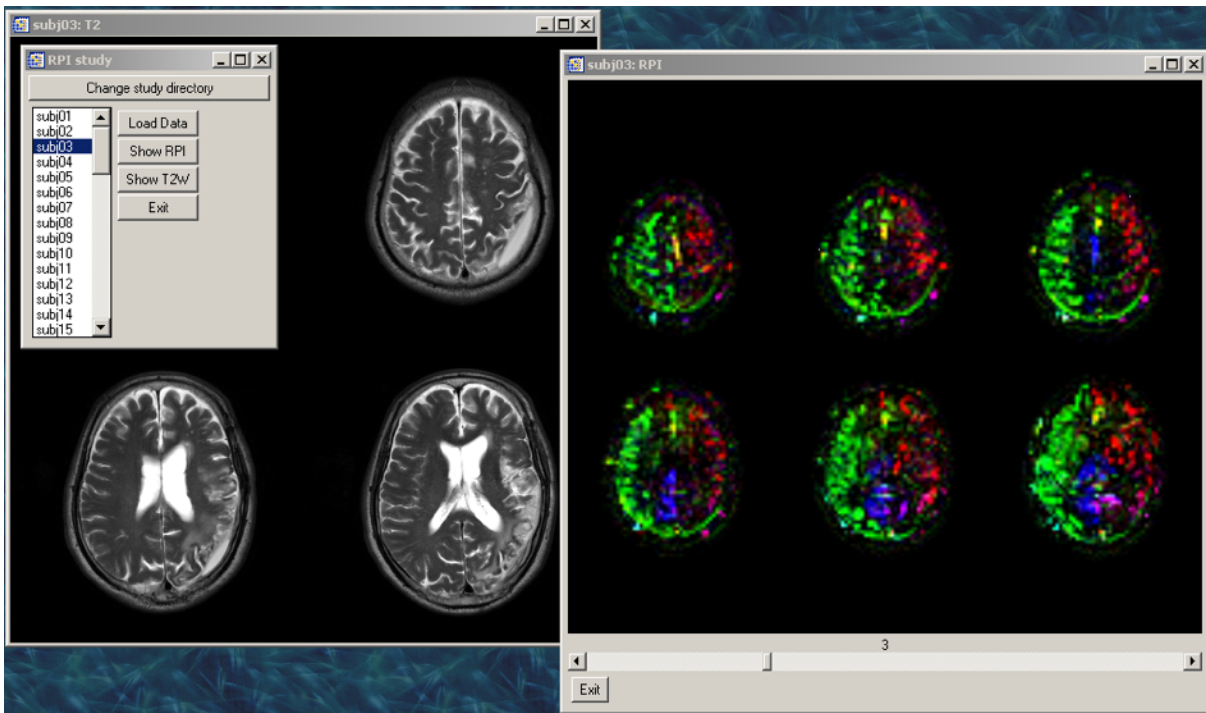 subj03: T2
RPI study
Change study directory
subj01
subj02
subj03
subj04
subj05
subj06
subj07
subj08
subj09
subj10
subj11
subj12
subj13
subj14
subj15
Load Data
Show RPI
Show T2W
Exit
subj03: RPI
3
Exit